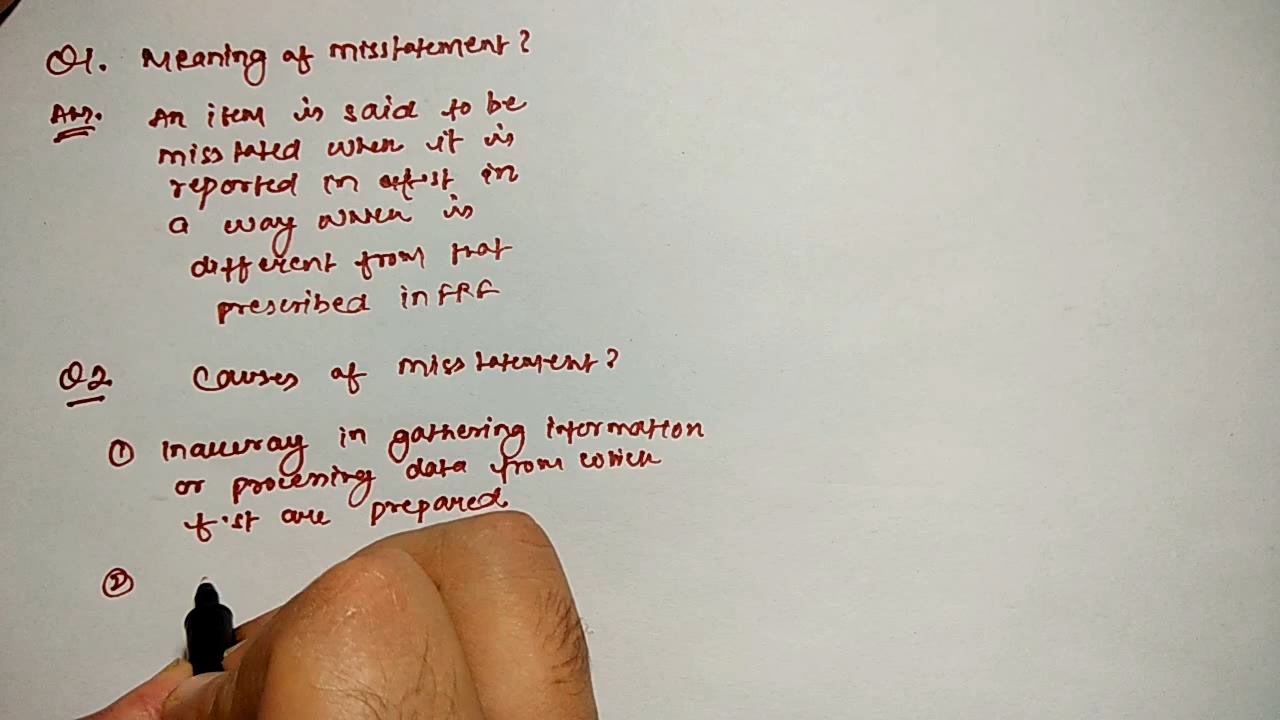 Q1. Meaning of misstatement?
Ans. An item is said to be
misstated when it is
reported in f.st in
a way which is
different from that
prescribed in FRF
Q2 Causes of misstatement?
① Inaccuracy in gathering information
or processing data from which
f.st are prepared
②